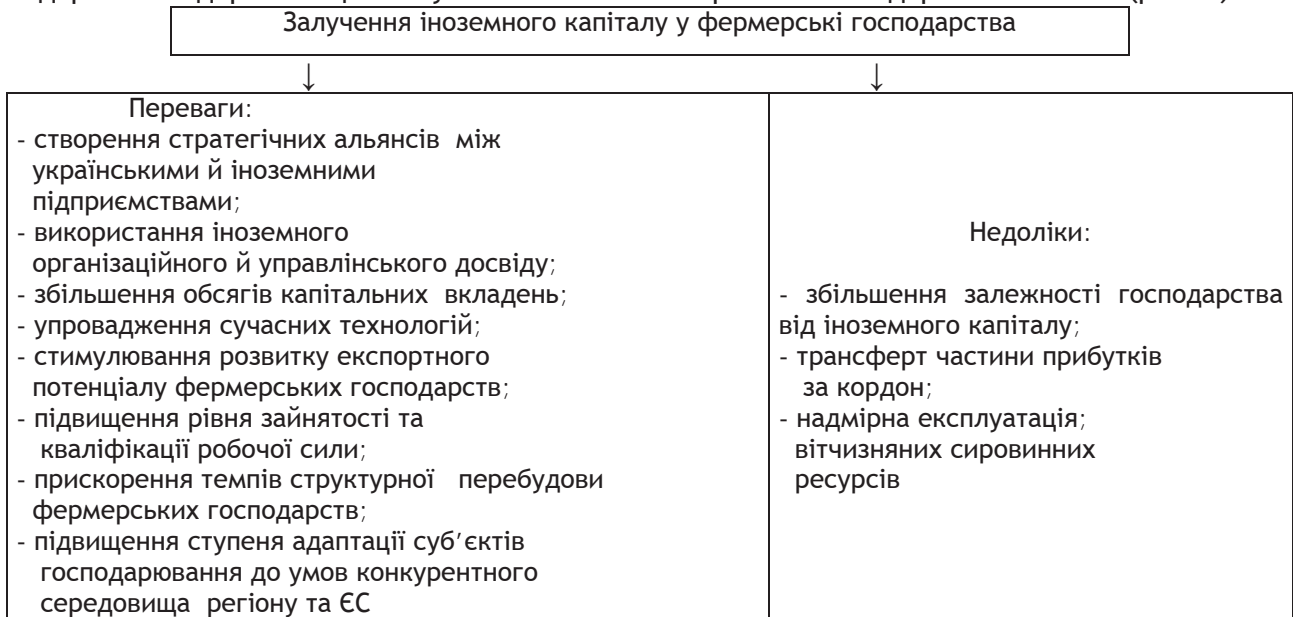 Залучення іноземного капіталу у фермерські господарства
↓ ↓
Переваги:
- створення стратегічних альянсів між
українськими й іноземними
підприємствами;
- використання іноземного
організаційного й управлінського досвіду;
- збільшення обсягів капітальних вкладень;
- упровадження сучасних технологій;
- стимулювання розвитку експортного
потенціалу фермерських господарств;
- підвищення рівня зайнятості та
кваліфікації робочої сили;
- прискорення темпів структурної перебудови
фермерських господарств;
- підвищення ступеня адаптації суб’єктів
господарювання до умов конкурентного
середовища регіону та ЄС
Недоліки:
- збільшення залежності господарства
від іноземного капіталу;
- трансферт частини прибутків
за кордон;
- надмірна експлуатація;
вітчизняних сировинних
ресурсів